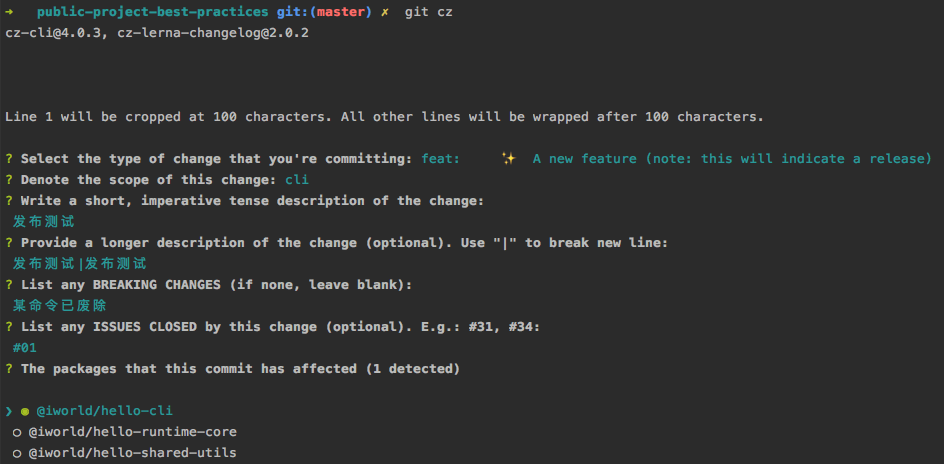 ➜  public-project-best-practices git:(master) ✗  git cz
cz-cli@4.0.3, cz-lerna-changelog@2.0.2
Line 1 will be cropped at 100 characters. All other lines will be wrapped after 100 characters.
? Select the type of change that you're committing: feat:     ✨  A new feature (note: this will indicate a release)
? Denote the scope of this change: cli
? Write a short, imperative tense description of the change:
发布测试
? Provide a longer description of the change (optional). Use "|" to break new line:
发布测试|发布测试
? List any BREAKING CHANGES (if none, leave blank):
某命令已废除
? List any ISSUES CLOSED by this change (optional). E.g.: #31, #34:
#01
? The packages that this commit has affected (1 detected)
❯ ◉ @iworld/hello-cli
◯ @iworld/hello-runtime-core
◯ @iworld/hello-shared-utils